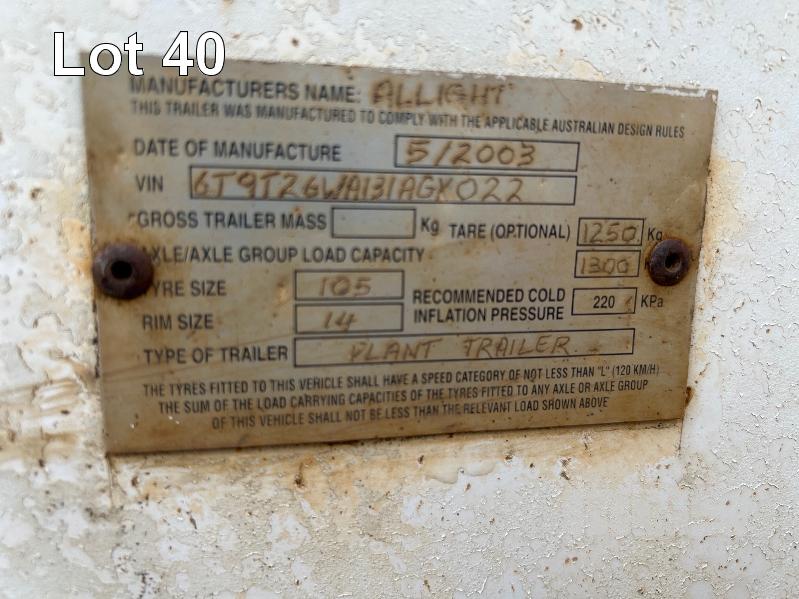 Lot 40
MANUFACTURERS NAME: ALLIGHT
THIS TRAILER WAS MANUFACTURED TO COMPLY WITH THE APPLICABLE AUSTRALIAN DESIGN RULES
DATE OF MANUFACTURE 5/2003
VIN 6T9T26WA131AGX022
GROSS TRAILER MASS Kg TARE (OPTIONAL) 1250 Kg
AXLE/AXLE GROUP LOAD CAPACITY 1300
TYRE SIZE 105 RECOMMENDED COLD INFLATION PRESSURE 220 KPa
RIM SIZE 14
TYPE OF TRAILER PLANT TRAILER
THE TYRES FITTED TO THIS VEHICLE SHALL HAVE A SPEED CATEGORY OF NOT LESS THAN "L" (120 KM/H)
THE SUM OF THE LOAD CARRYING CAPACITIES OF THE TYRES FITTED TO ANY AXLE OR AXLE GROUP
OF THIS VEHICLE SHALL NOT BE LESS THAN THE RELEVANT LOAD SHOWN ABOVE